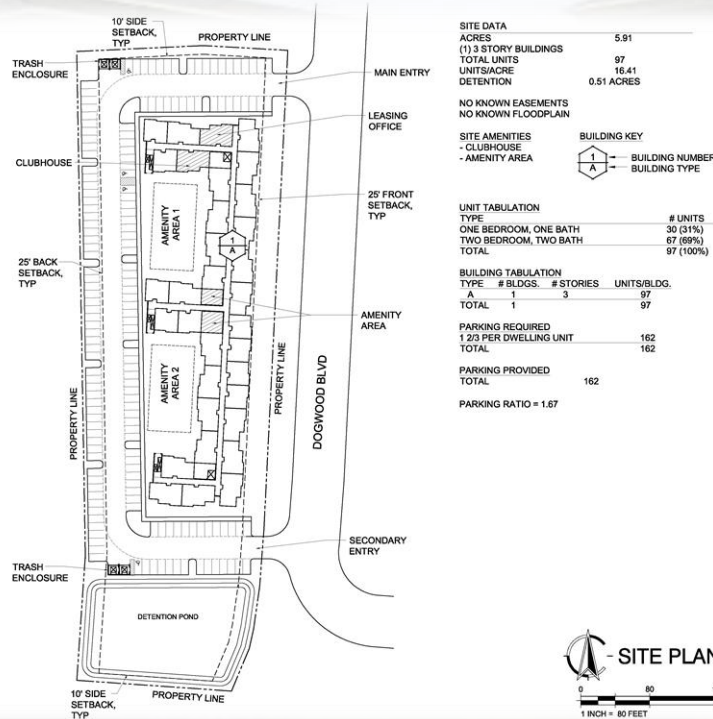 10' SIDE
SETBACK,
TYP
PROPERTY LINE
TRASH
ENCLOSURE
MAIN ENTRY
LEASING
OFFICE
CLUBHOUSE
25' FRONT
SETBACK,
TYP
AMENITY
AREA 1
1
A
25' BACK
SETBACK,
TYP
AMENITY
AREA
AMENITY
AREA 2
PROPERTY LINE
PROPERTY LINE
DOGWOOD BLVD
SECONDARY
ENTRY
TRASH
ENCLOSURE
DETENTION POND
10' SIDE
SETBACK,
TYP
PROPERTY LINE
SITE DATA
ACRES 5.91
(1) 3 STORY BUILDINGS
TOTAL UNITS 97
UNITS/ACRE 16.41
DETENTION 0.51 ACRES
NO KNOWN EASEMENTS
NO KNOWN FLOODPLAIN
SITE AMENITIES
- CLUBHOUSE
- AMENITY AREA
BUILDING KEY
1 BUILDING NUMBER
A BUILDING TYPE
UNIT TABULATION
TYPE # UNITS
ONE BEDROOM, ONE BATH 30 (31%)
TWO BEDROOM, TWO BATH 67 (69%)
TOTAL 97 (100%)
BUILDING TABULATION
TYPE # BLDGS. # STORIES UNITS/BLDG.
A 1 3 97
TOTAL 1 97
PARKING REQUIRED
1 2/3 PER DWELLING UNIT 162
TOTAL 162
PARKING PROVIDED
TOTAL 162
PARKING RATIO = 1.67
SITE PLAN
0 80
1 INCH = 80 FEET